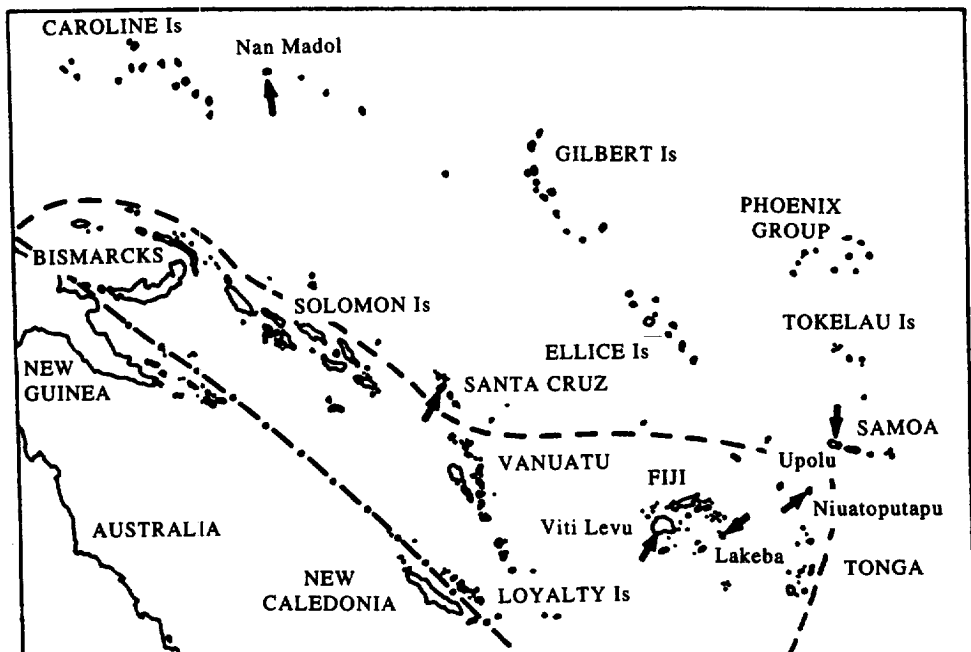 CAROLINE Is
Nan Madol
GILBERT Is
PHOENIX
GROUP
BISMARCKS
SOLOMON Is
TOKELAU Is
ELLICE Is
NEW
GUINEA
SANTA CRUZ
SAMOA
VANUATU
Upolu
FIJI
Niuatoputapu
Viti Levu
AUSTRALIA
Lakeba
TONGA
NEW
CALEDONIA
LOYALTY Is